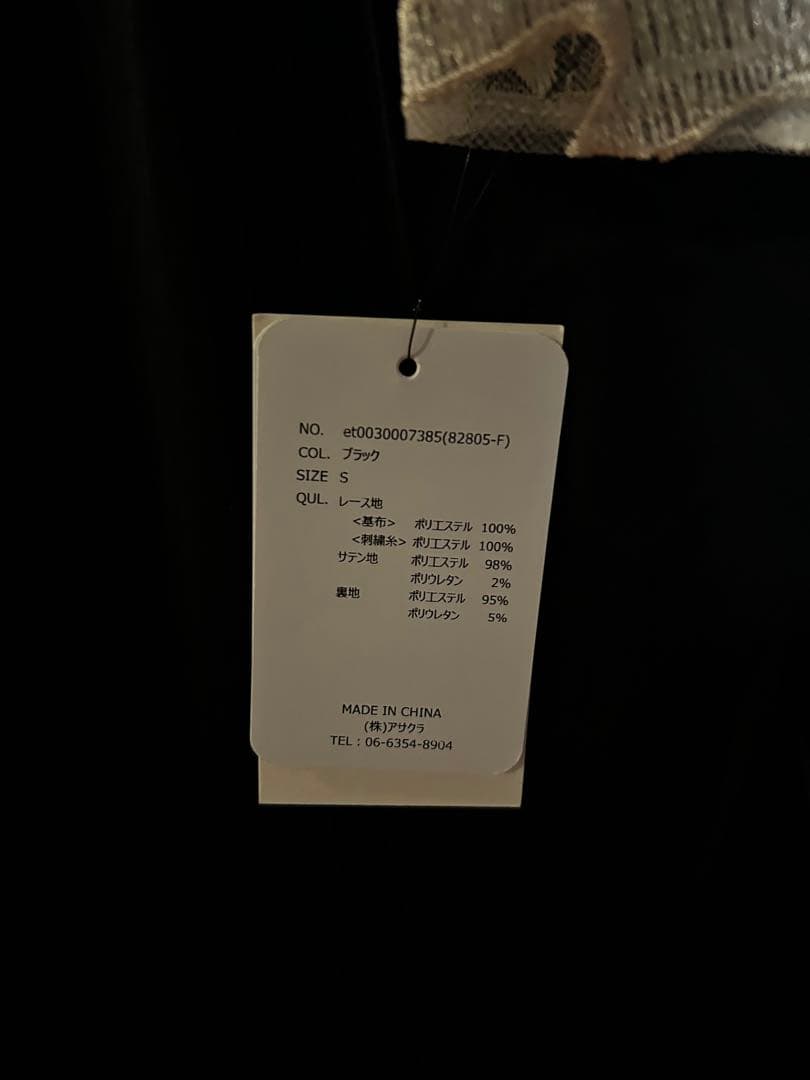 NO. et0030007385(82805-F)
COL. ブラック
SIZE S
QUL. レース地
<基布> ポリエステル 100%
<刺繍糸> ポリエステル 100%
サテン地 ポリエステル 98%
ポリウレタン 2%
裏地 ポリエステル 95%
ポリウレタン 5%
MADE IN CHINA
(株)アサクラ
TEL : 06-6354-8904